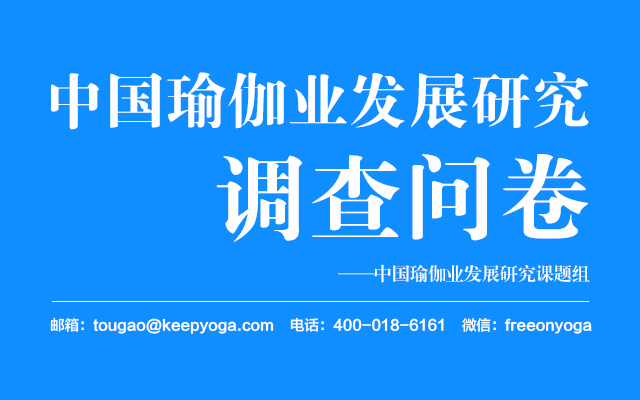 中国瑜伽业发展研究
调查问卷
——中国瑜伽业发展研究课题组
邮箱：tougao@keepyoga.com 电话：400-018-6161 微信：freeonyoga